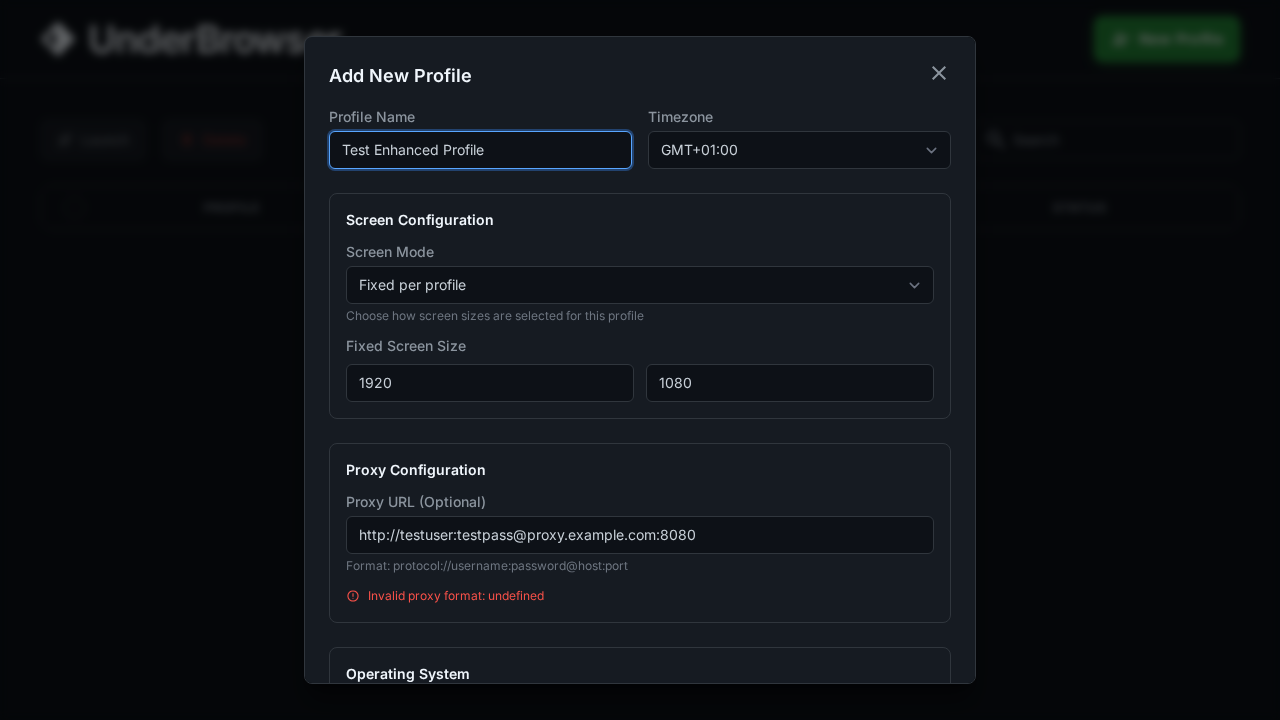 UnderBrowser
New Profile
Add New Profile
Profile Name
Timezone
Test Enhanced Profile
GMT+01:00
Launch
Search
Screen Configuration
Screen Mode
Fixed per profile
Choose how screen sizes are selected for this profile
Fixed Screen Size
1920
1080
Proxy Configuration
Proxy URL (Optional)
http://testuser:testpass@proxy.example.com:8080
Format: protocol://username:password@host:port
Invalid proxy format: undefined
Operating System